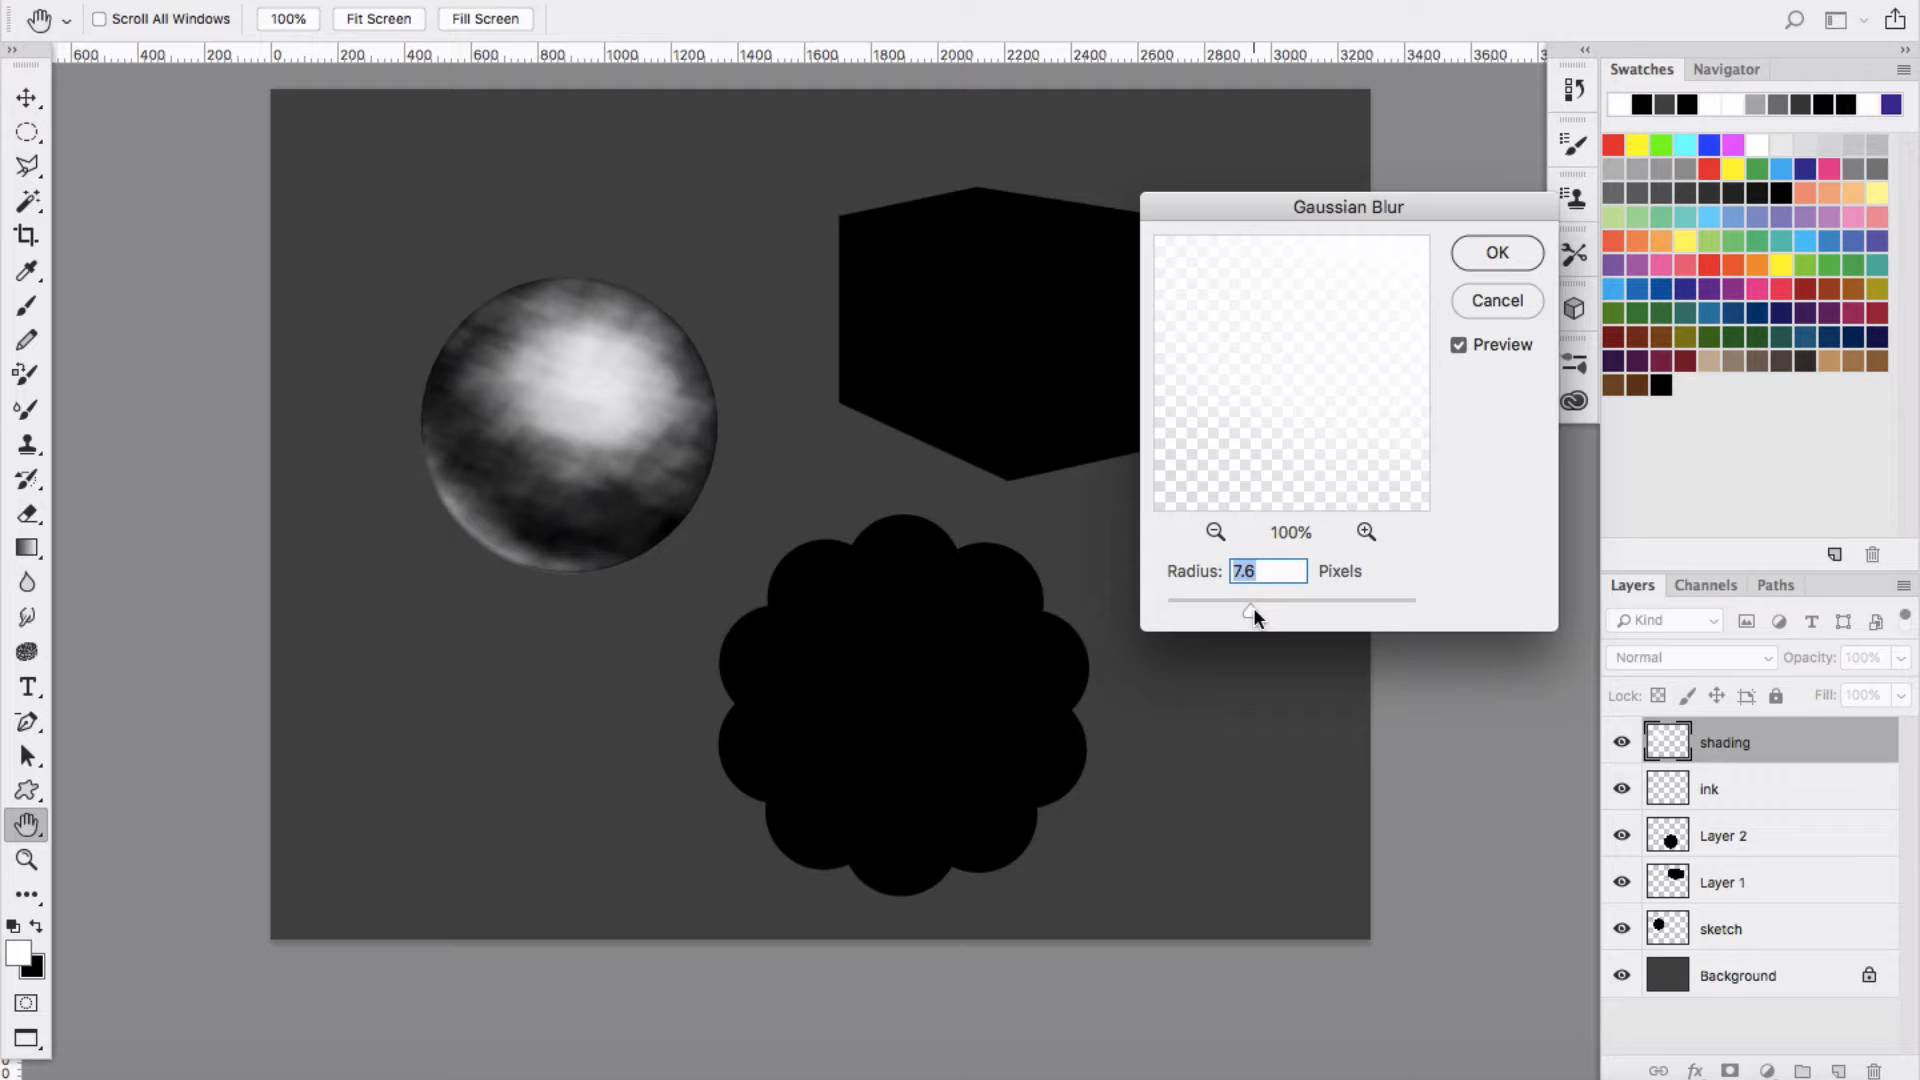 Scroll All Windows 100% Fit Screen Fill Screen
600 400 200 0 200 400 600 800 1000 1200 1400 1600 1800 2000 2200 2400 2600 2800 3000 3200 3400 3600
Swatches Navigator
Gaussian Blur
OK
Cancel
Preview
100%
Radius: 7.6 Pixels
Layers Channels Paths
Kind
Normal Opacity: 100%
Lock: Fill: 100%
shading
ink
Layer 2
Layer 1
sketch
Background
fx